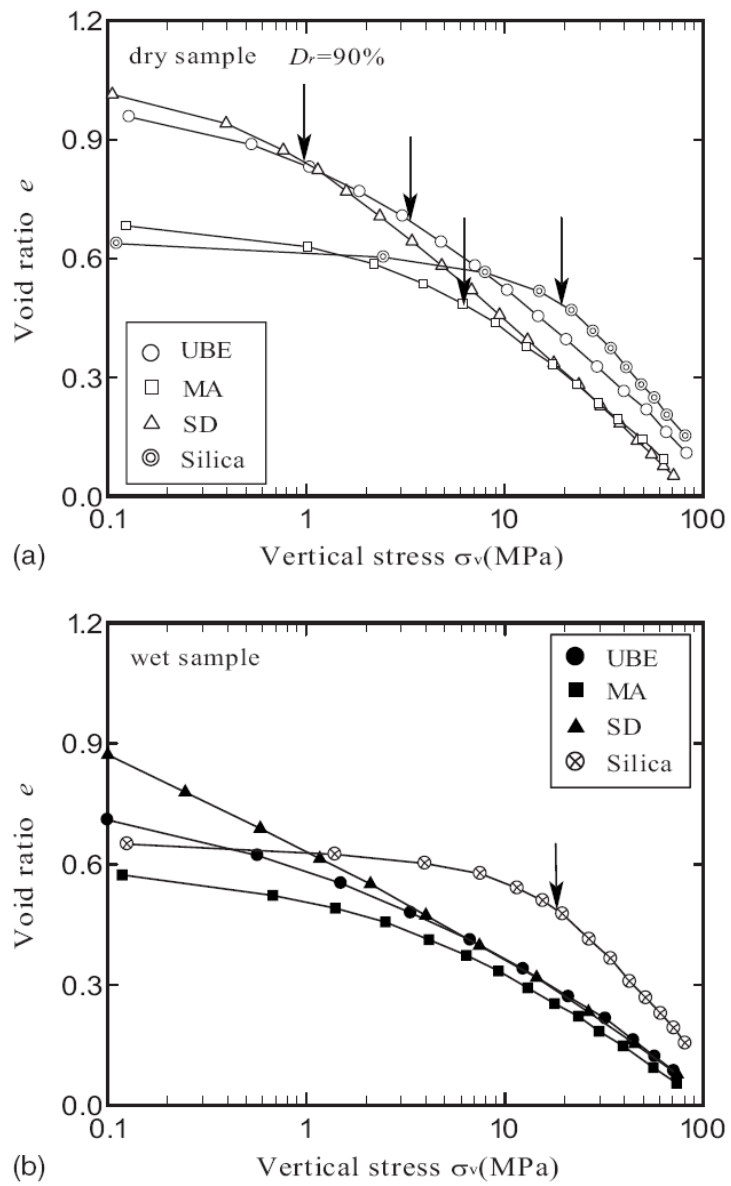 dry sample Dr=90%
1.2
0.9
0.6
0.3
0.0
Void ratio e
UBE
MA
SD
Silica
0.1 1 10 100
(a) Vertical stress σv(MPa)
wet sample
1.2
0.9
0.6
0.3
0.0
Void ratio e
UBE
MA
SD
Silica
0.1 1 10 100
(b) Vertical stress σv(MPa)